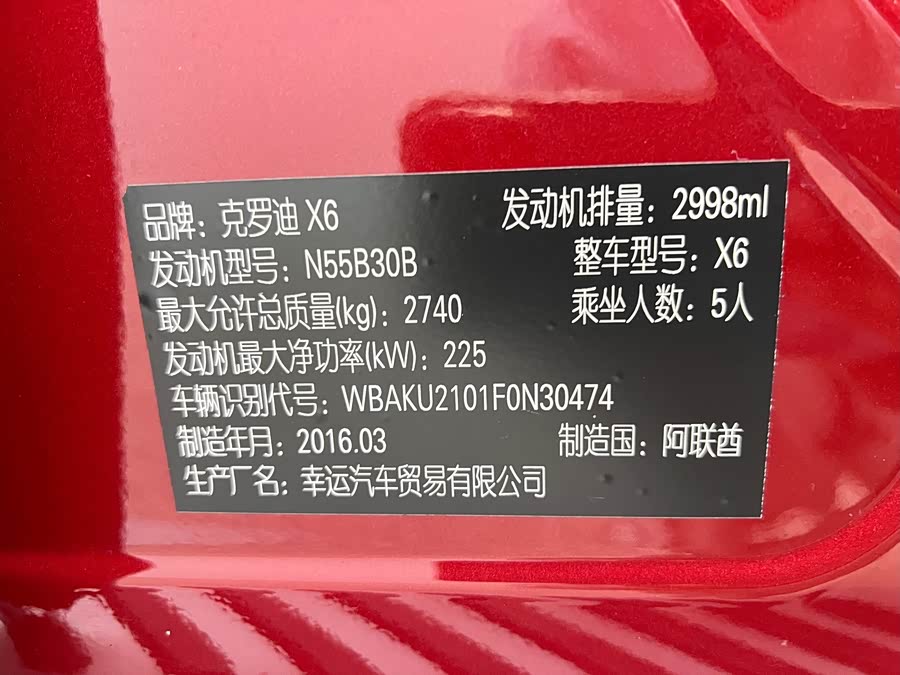 品牌：克罗迪 X6 发动机排量：2998ml
发动机型号：N55B30B 整车型号：X6
最大允许总质量(kg)：2740 乘坐人数：5人
发动机最大净功率(kW)：225
车辆识别代号：WBAKU2101F0N30474
制造年月：2016.03 制造国：阿联酋
生产厂名：幸运汽车贸易有限公司